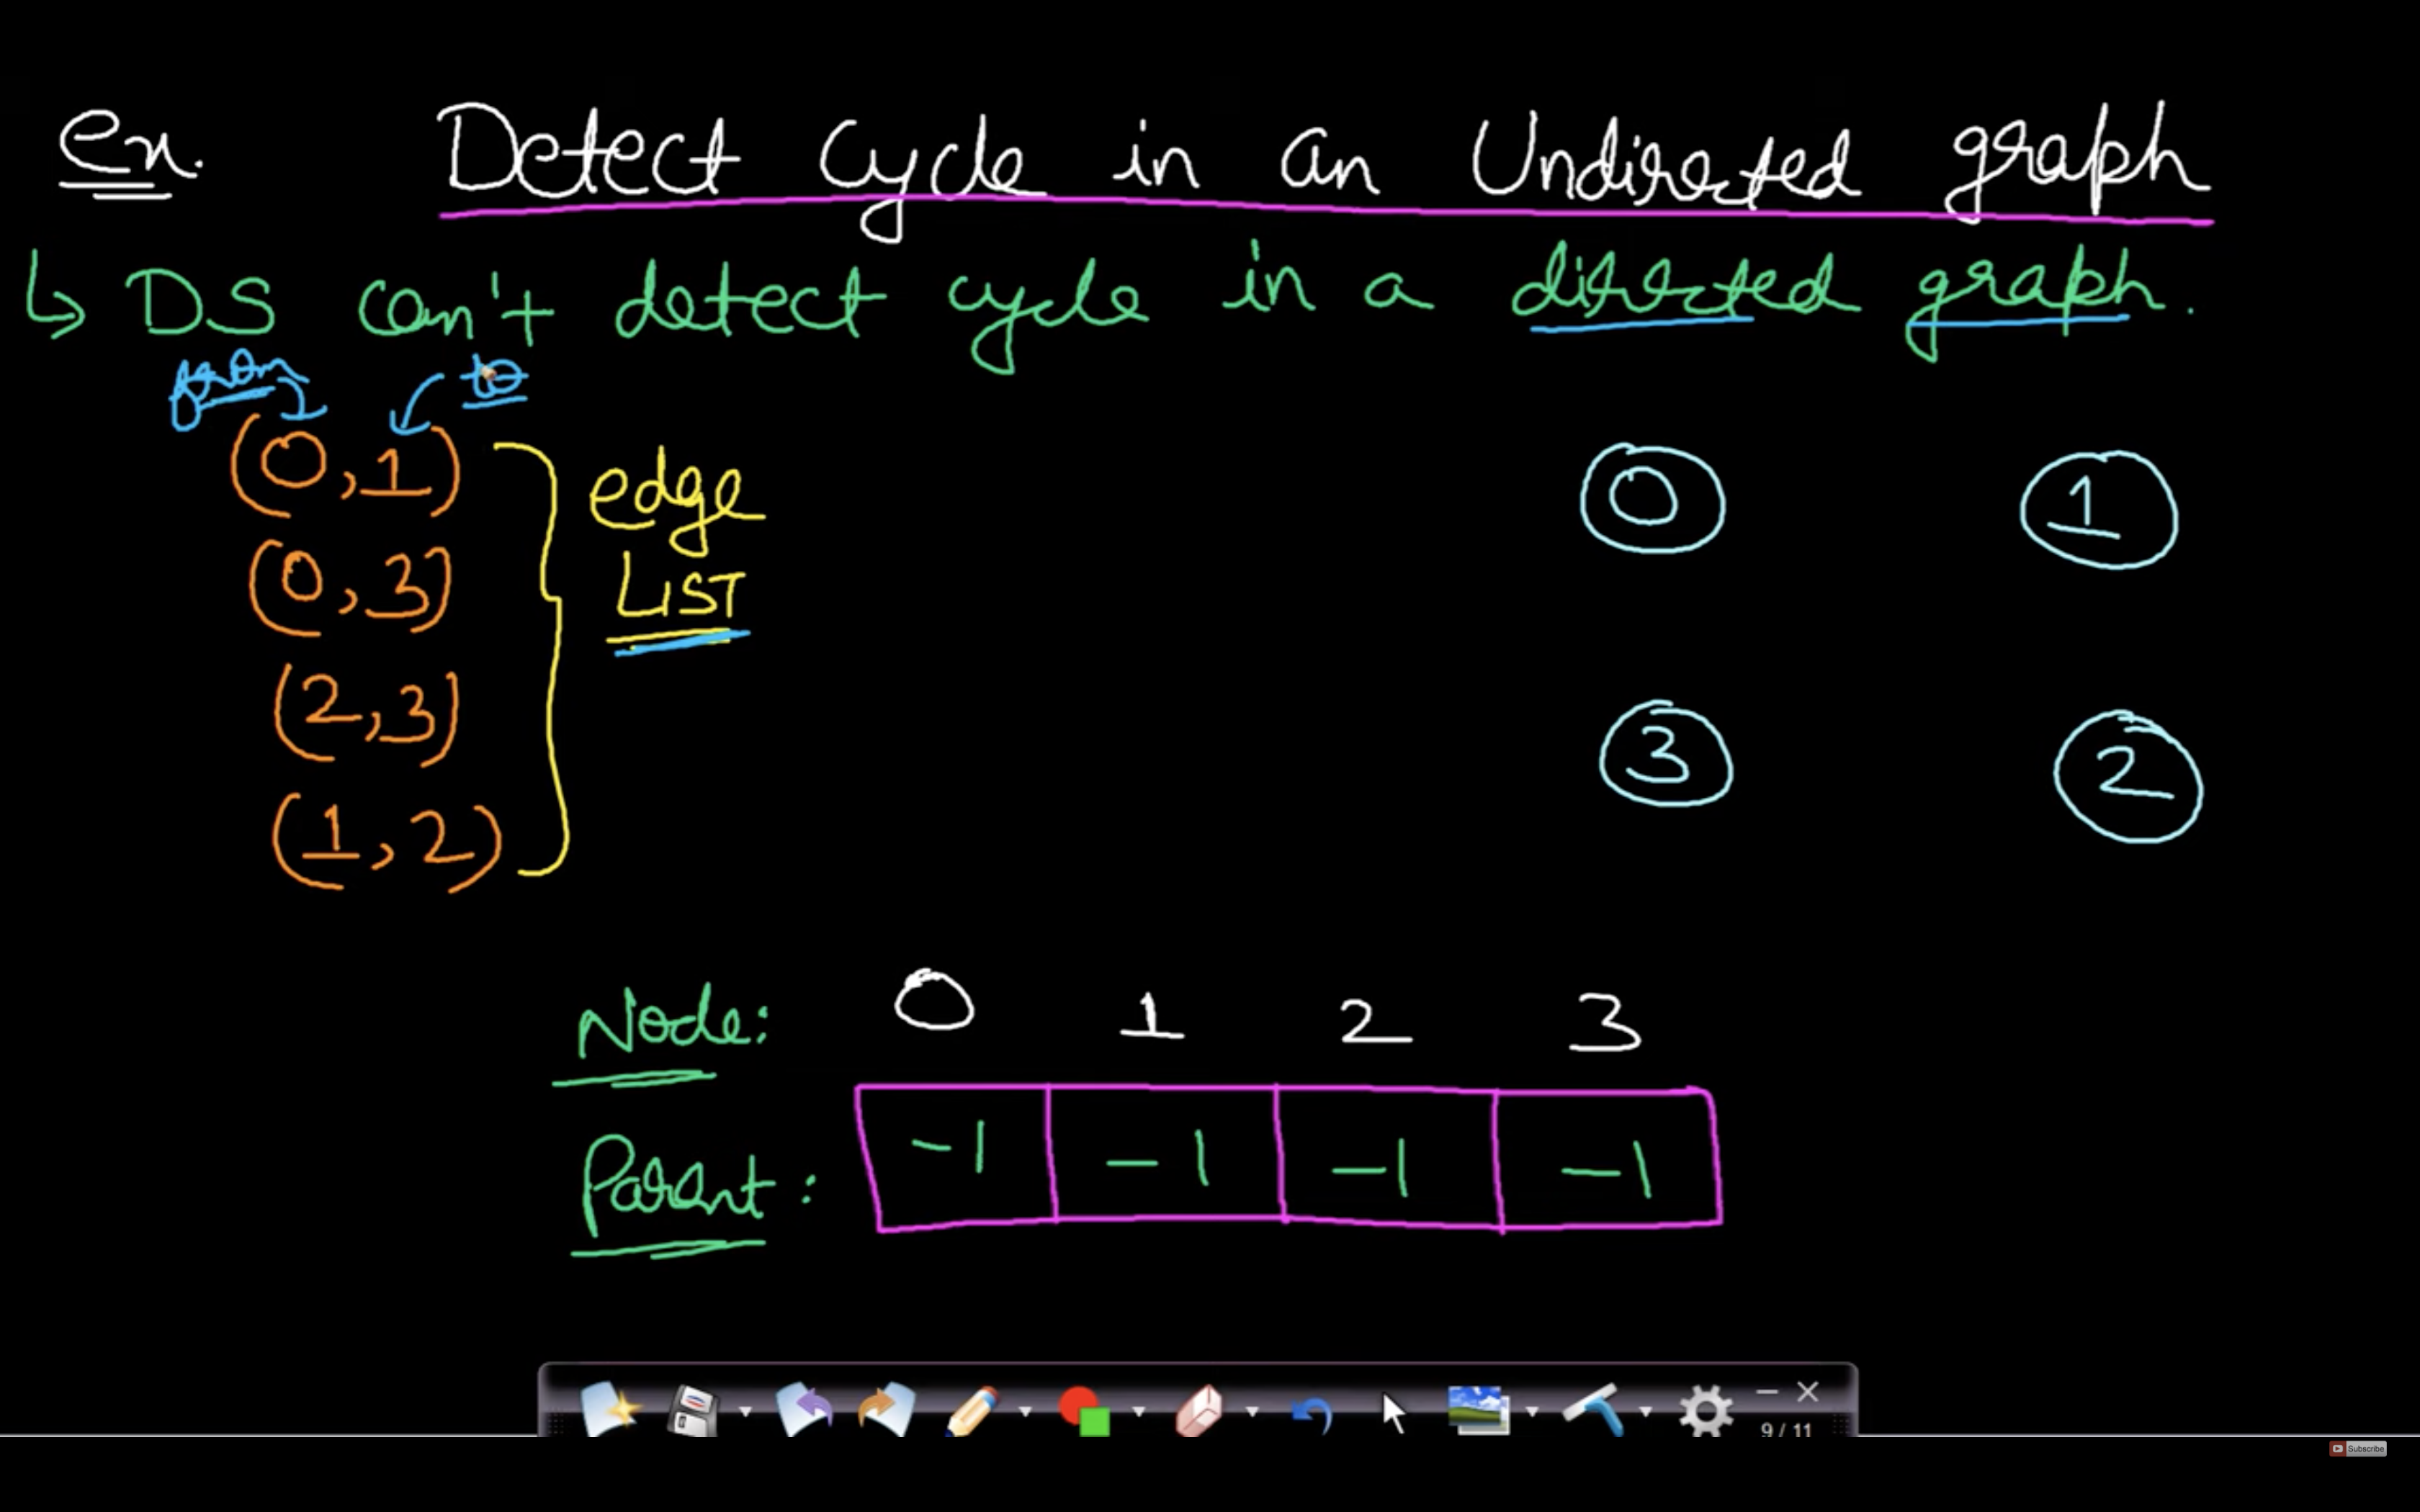 ex. Detect Cycle in an Undirected graph
↳ DS can't detect cycle in a directed graph.
from to
(0,1)
(0,3)
(2,3)
(1,2)
edge
LIST
0 1
3 2
Node: 0 1 2 3
Parent: -1 -1 -1 -1
9 / 11
Subscribe